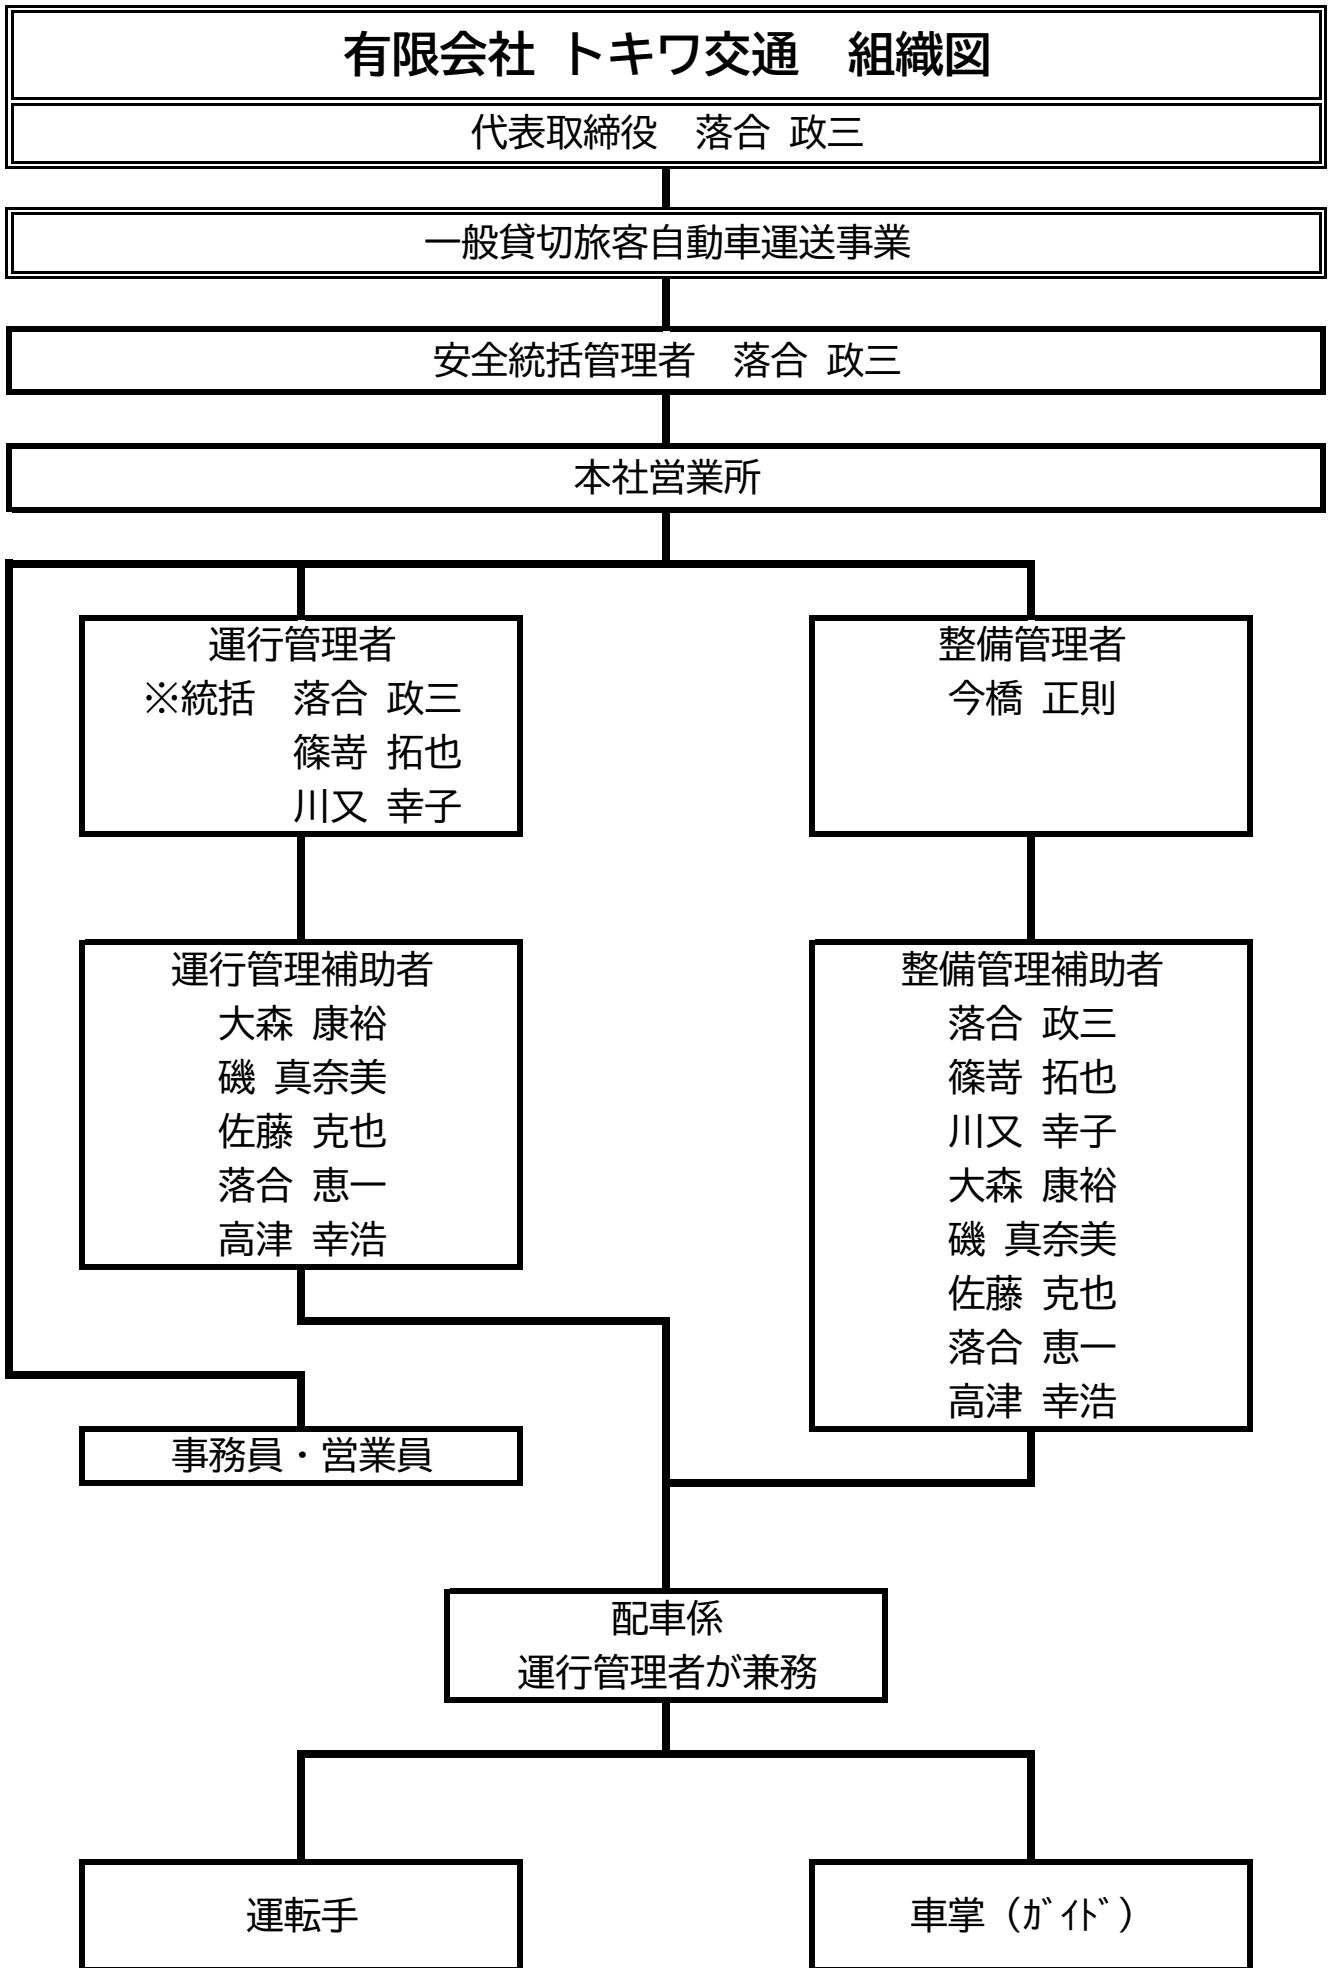 有限会社 トキワ交通　組織図
代表取締役　落合 政三
一般貸切旅客自動車運送事業
安全統括管理者　落合 政三
本社営業所
運行管理者
※統括　落合 政三
篠嵜 拓也
川又 幸子
整備管理者
今橋 正則
運行管理補助者
大森 康裕
磯 真奈美
佐藤 克也
落合 恵一
高津 幸浩
整備管理補助者
落合 政三
篠嵜 拓也
川又 幸子
大森 康裕
磯 真奈美
佐藤 克也
落合 恵一
高津 幸浩
事務員・営業員
配車係
運行管理者が兼務
運転手
車掌（ｶﾞｲﾄﾞ）